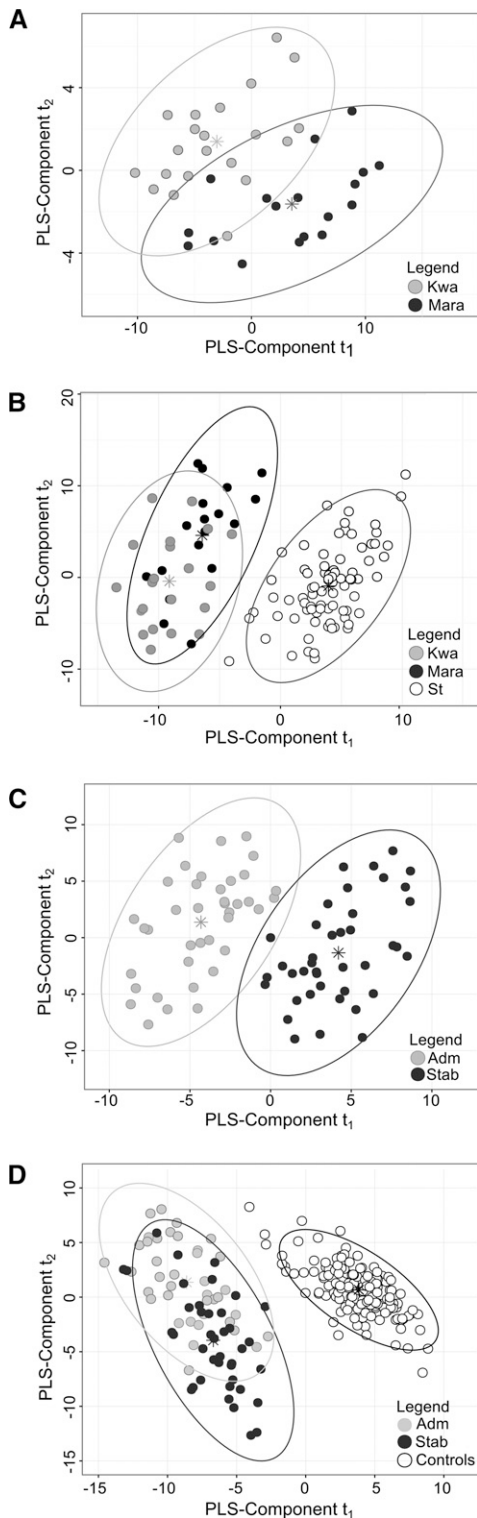 A
PLS-Component t2
4
0
4
-10
0
10
PLS-Component t1
Legend
Kwa
Mara
B
PLS-Component t2
20
10
0
-10
-10
0
10
PLS-Component t1
Legend
Kwa
Mara
St
C
PLS-Component t2
10
5
0
-5
-10
-10
-5
0
5
10
PLS-Component t1
Legend
Adm
Stab
D
PLS-Component t2
10
5
0
-5
-10
-15
-15
-10
-5
0
5
10
PLS-Component t1
Legend
Adm
Stab
Controls